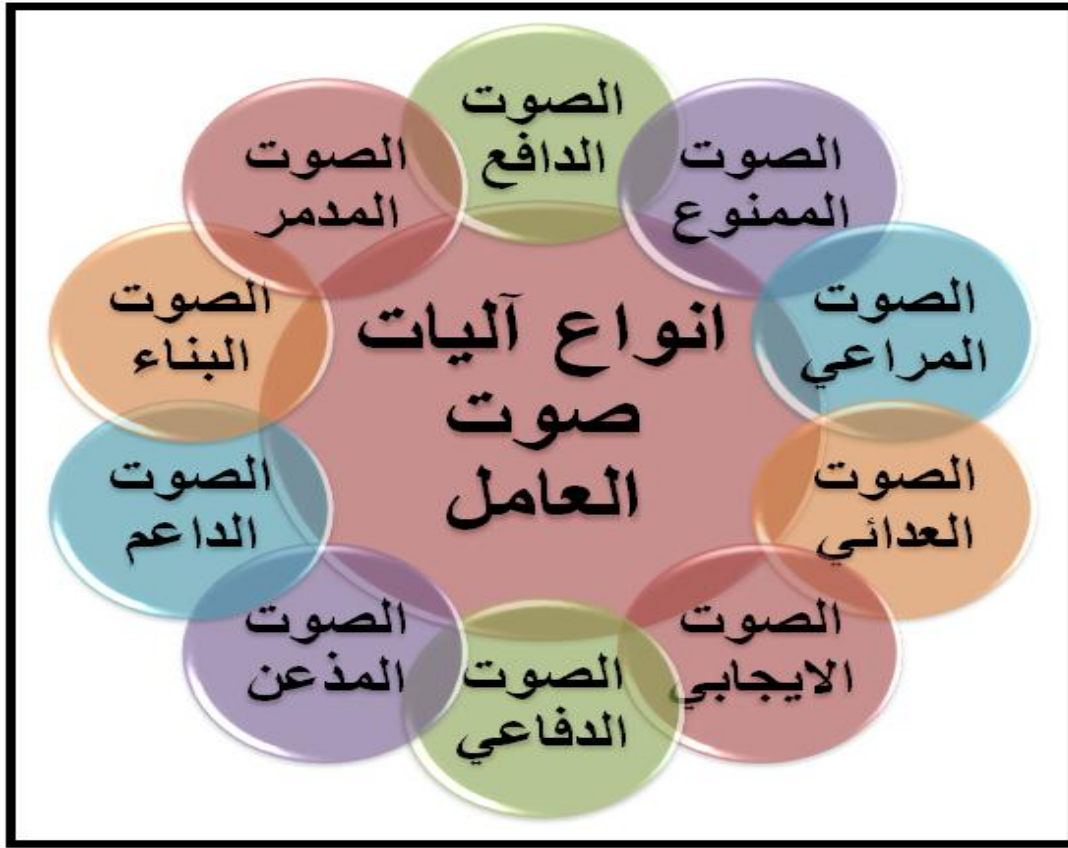 انواع آليات
صوت
العامل
الصوت
الدافع
الصوت
الممنوع
الصوت
المراعي
الصوت
العدائي
الصوت
الايجابي
الصوت
الدفاعي
الصوت
المذعن
الصوت
الداعم
الصوت
البناء
الصوت
المدمر